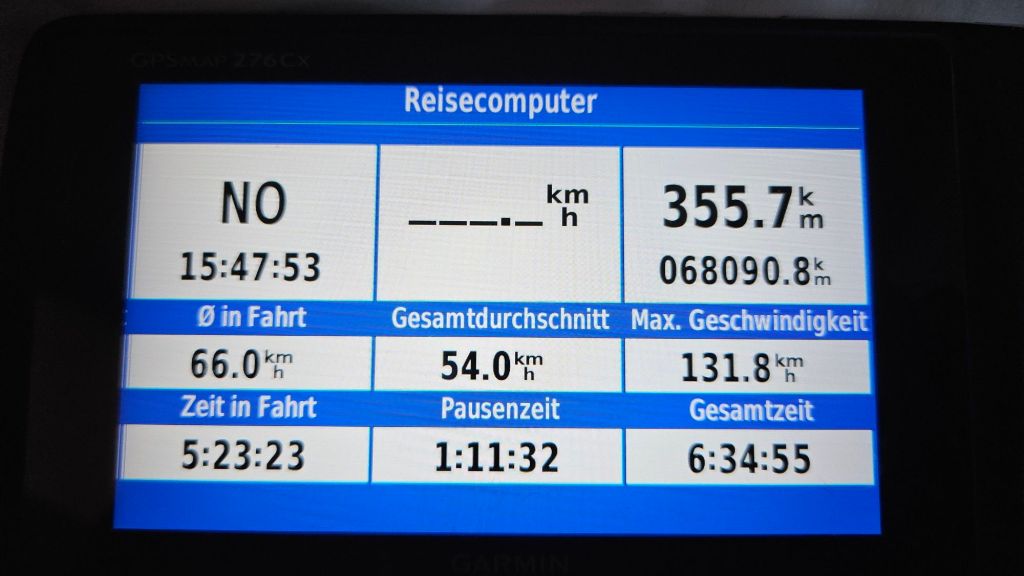 GPSMAP 276Cx
Reisecomputer
NO
15:47:53
___._ km/h
355.7 km
068090.8 km
Ø in Fahrt
Gesamtdurchschnitt
Max. Geschwindigkeit
66.0 km/h
54.0 km/h
131.8 km/h
Zeit in Fahrt
Pausenzeit
Gesamtzeit
5:23:23
1:11:32
6:34:55
GARMIN